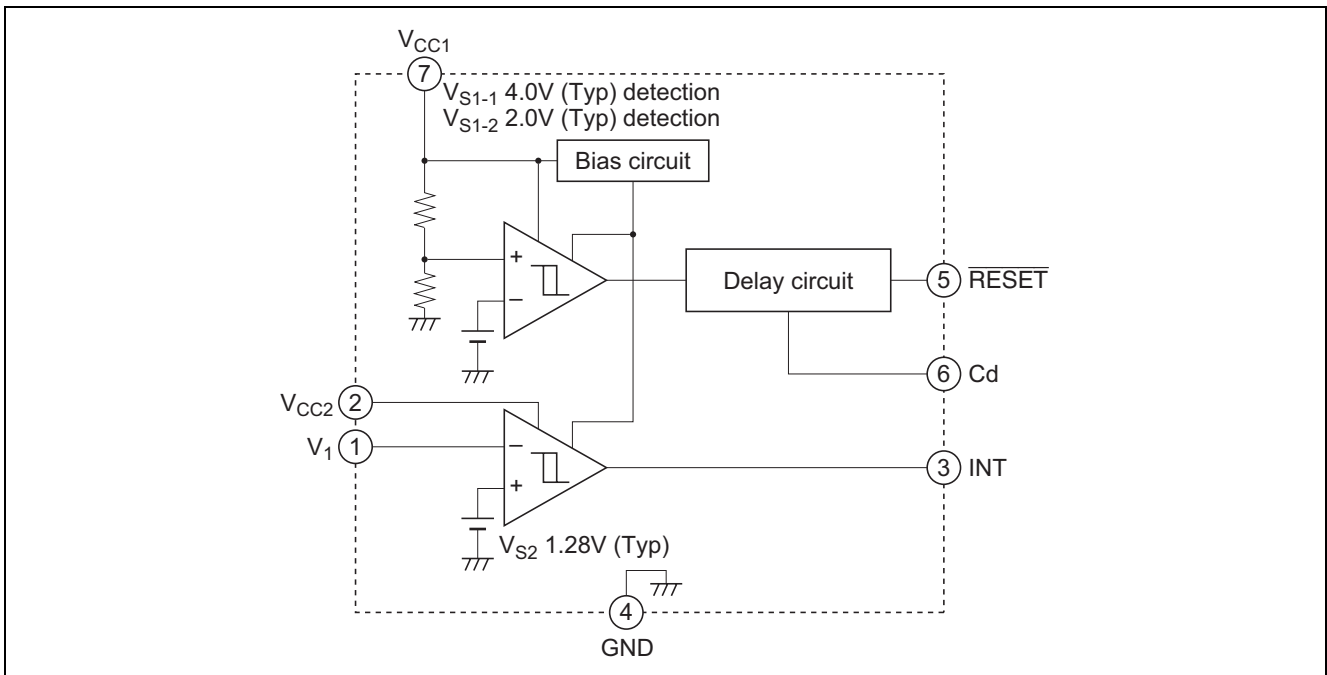 VCC1
7
VS1-1 4.0V (Typ) detection
VS1-2 2.0V (Typ) detection
Bias circuit
+
−
Delay circuit
5 RESET
6 Cd
VCC2 2
V1 1
−
+
3 INT
VS2 1.28V (Typ)
4
GND